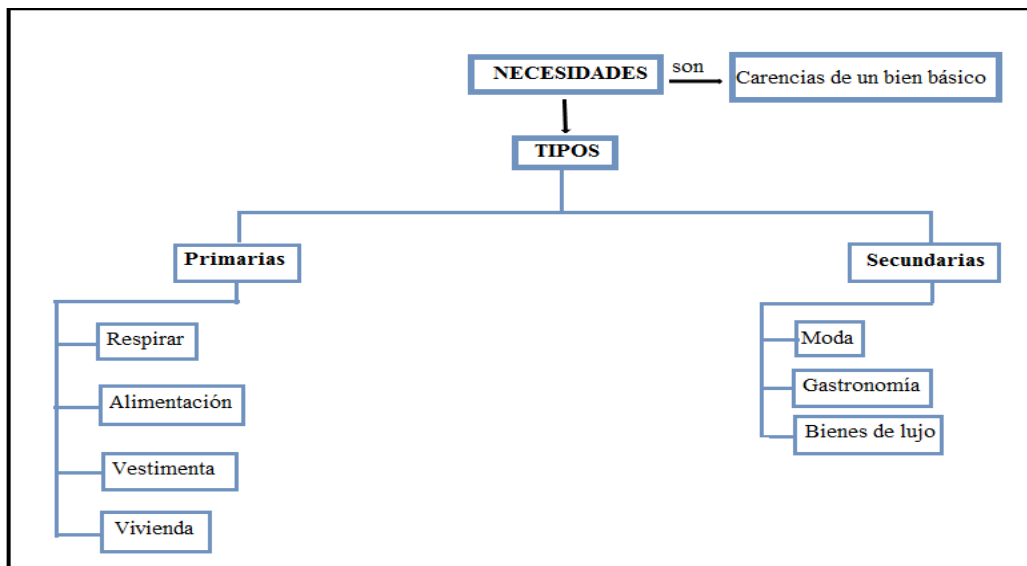 NECESIDADES
son
Carencias de un bien básico
TIPOS
Primarias
Respirar
Alimentación
Vestimenta
Vivienda
Secundarias
Moda
Gastronomía
Bienes de lujo